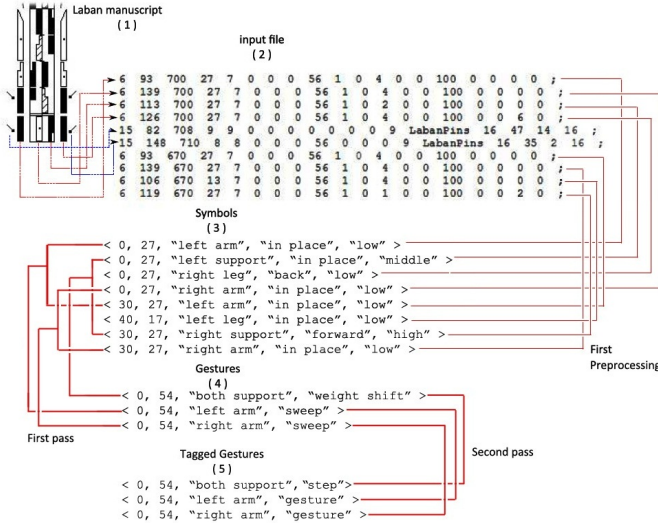 Laban manuscript
( 1 )
input file
( 2 )
6 93 700 27 7 0 0 0 56 1 0 4 0 0 100 0 0 0 0 ;
6 139 700 27 7 0 0 0 56 1 0 4 0 0 100 0 0 0 0 ;
6 113 700 27 7 0 0 0 56 1 0 2 0 0 100 0 0 0 0 ;
6 126 700 27 7 0 0 0 56 1 0 4 0 0 100 0 0 6 0 ;
15 82 708 9 9 0 0 0 0 0 0 9 LabanPins 16 47 14 16 ;
15 148 710 8 8 0 0 0 56 0 0 9 LabanPins 16 35 2 16 ;
6 93 670 27 7 0 0 0 56 1 0 4 0 0 100 0 0 0 0 ;
6 139 670 27 7 0 0 0 56 1 0 4 0 0 100 0 0 0 0 ;
6 106 670 13 7 0 0 0 56 1 0 4 0 0 100 0 0 0 0 ;
6 119 670 27 7 0 0 0 56 1 0 1 0 0 100 0 0 2 0 ;
Symbols
( 3 )
< 0, 27, “left arm”, “in place”, “low” >
< 0, 27, “left support”, “in place”, “middle” >
< 0, 27, “right leg”, “back”, “low” >
< 0, 27, “right arm”, “in place”, “low” >
< 30, 27, “left arm”, “in place”, “low” >
< 40, 17, “left leg”, “in place”, “low” >
< 30, 27, “right support”, “forward”, “high” >
< 30, 27, “right arm”, “in place”, “low” >
First
Preprocessing
Gestures
( 4 )
< 0, 54, “both support”, “weight shift” >
< 0, 54, “left arm”, “sweep” >
< 0, 54, “right arm”, “sweep” >
First pass
Second pass
Tagged Gestures
( 5 )
< 0, 54, “both support”,“step”>
< 0, 54, “left arm”, “gesture” >
< 0, 54, “right arm”, “gesture” >